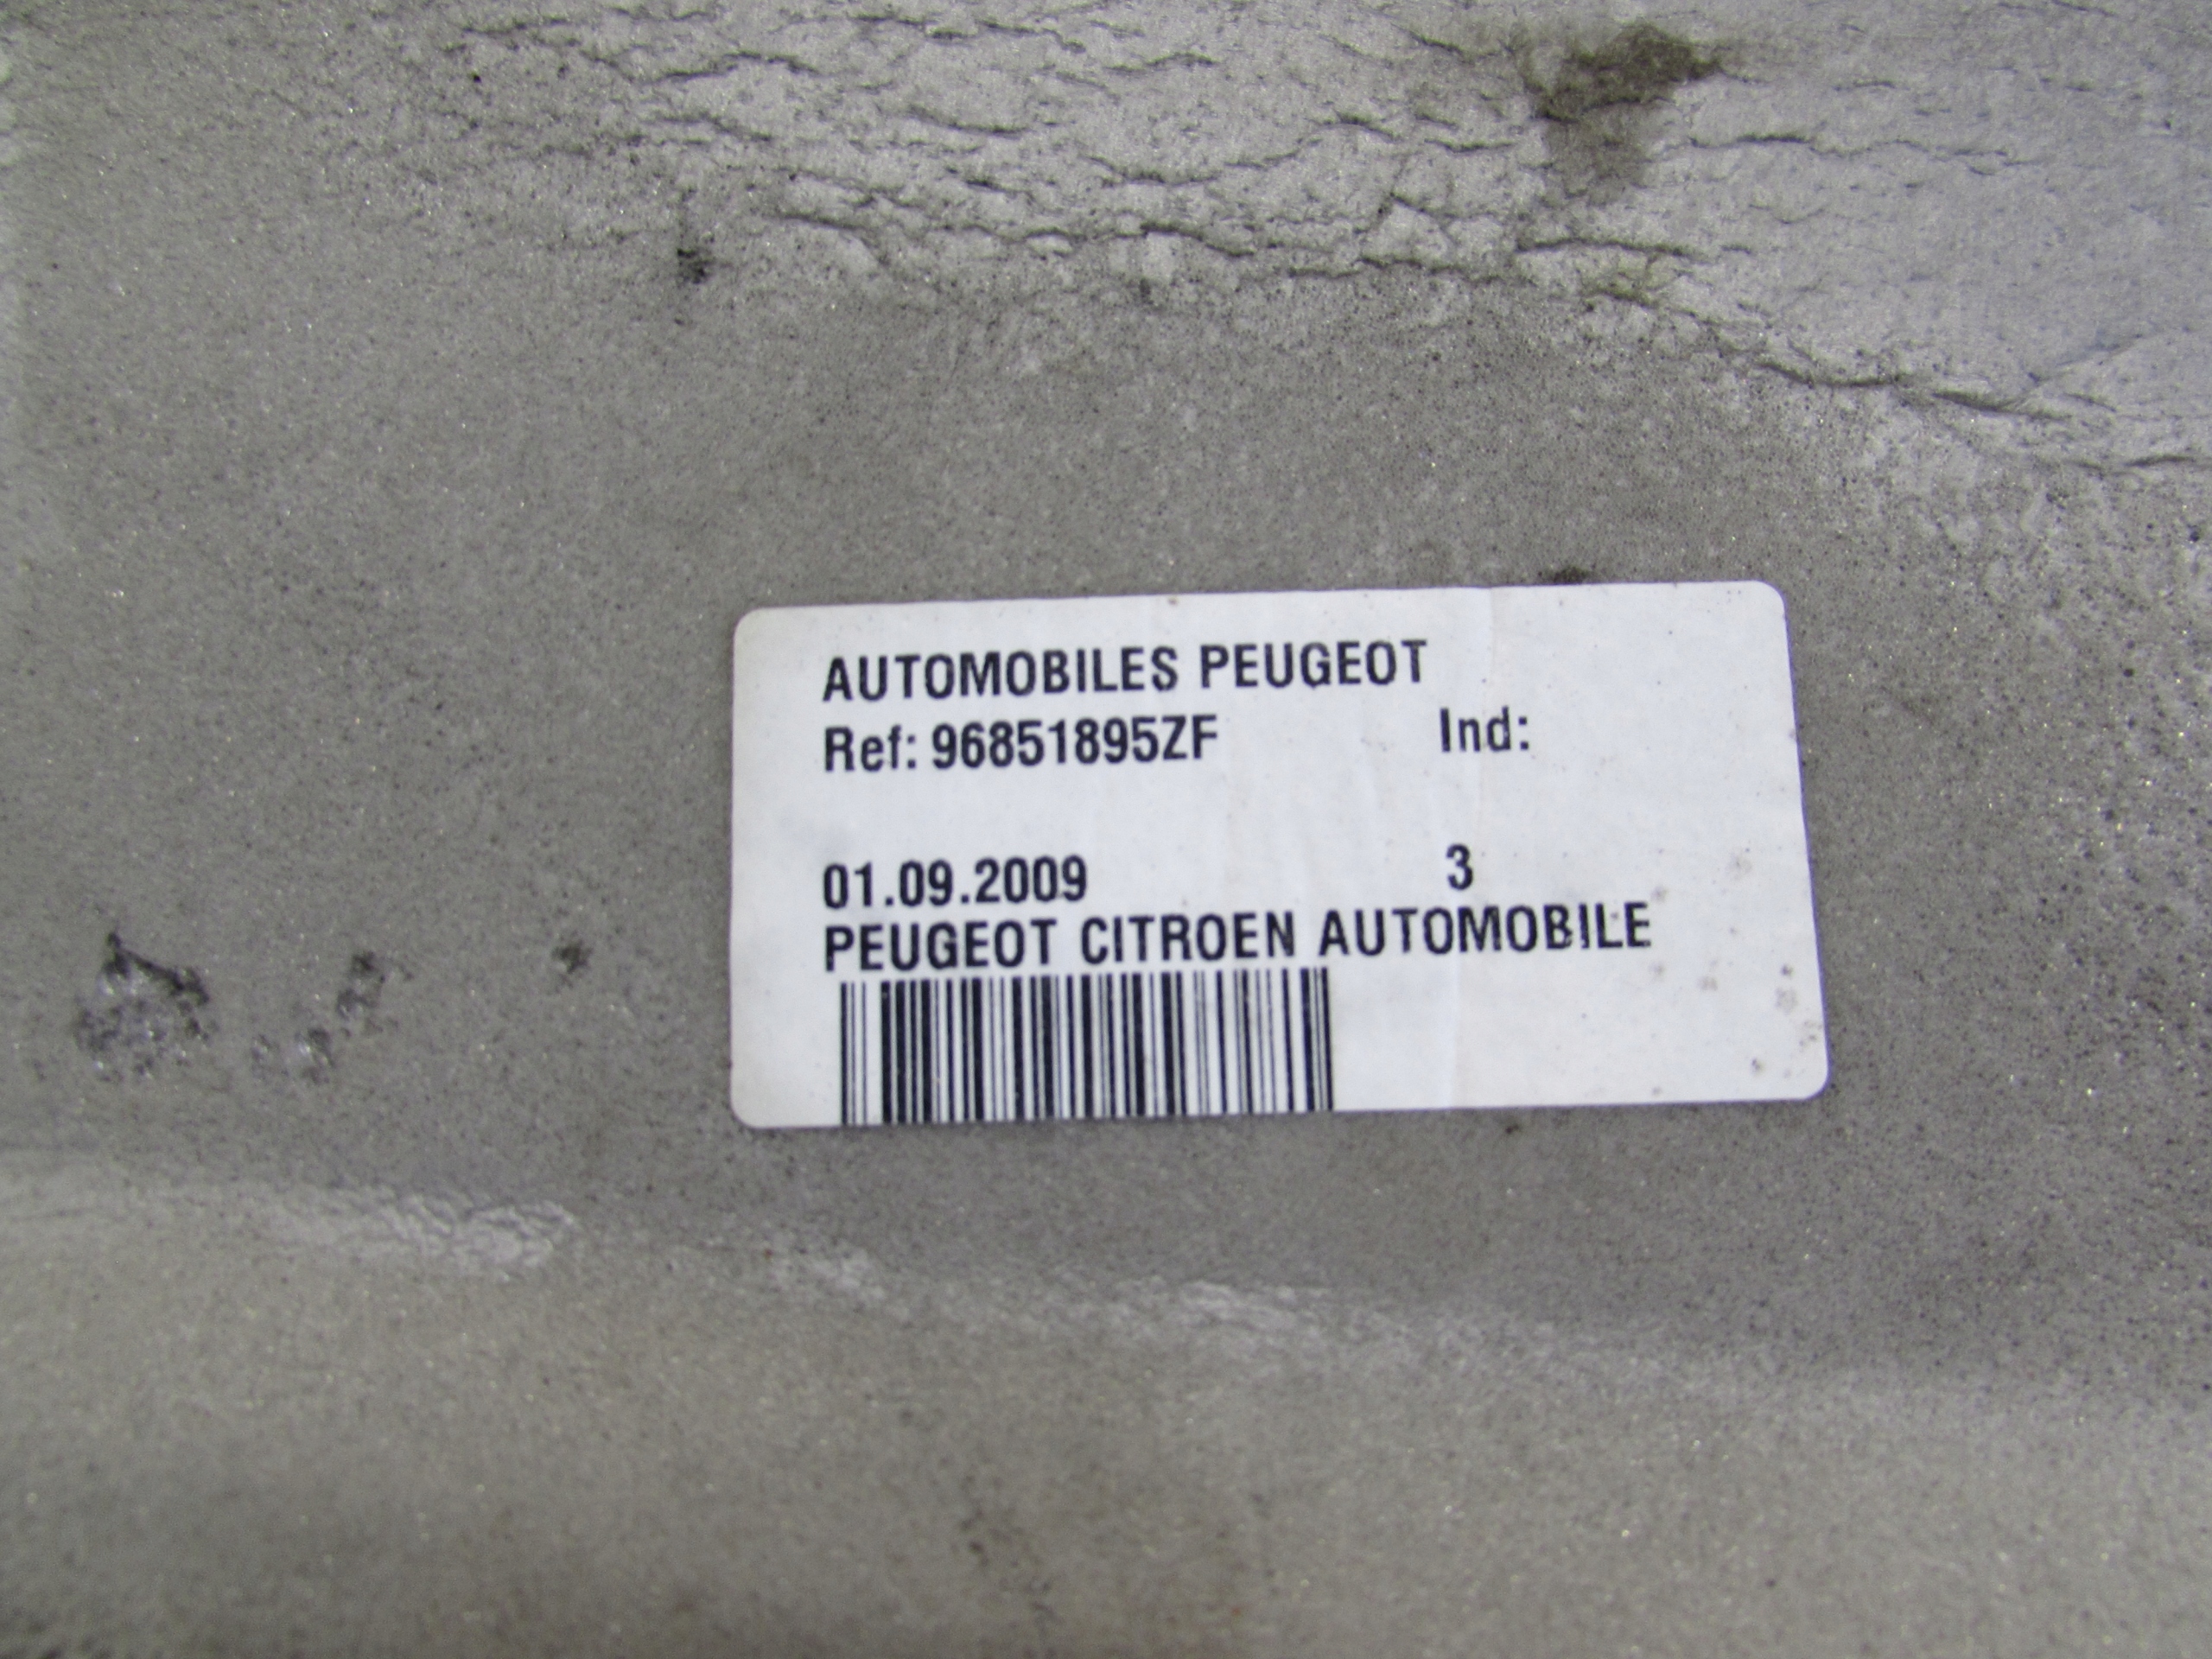 AUTOMOBILES PEUGEOT
Ref: 96851895ZF Ind:
01.09.2009 3
PEUGEOT CITROEN AUTOMOBILE